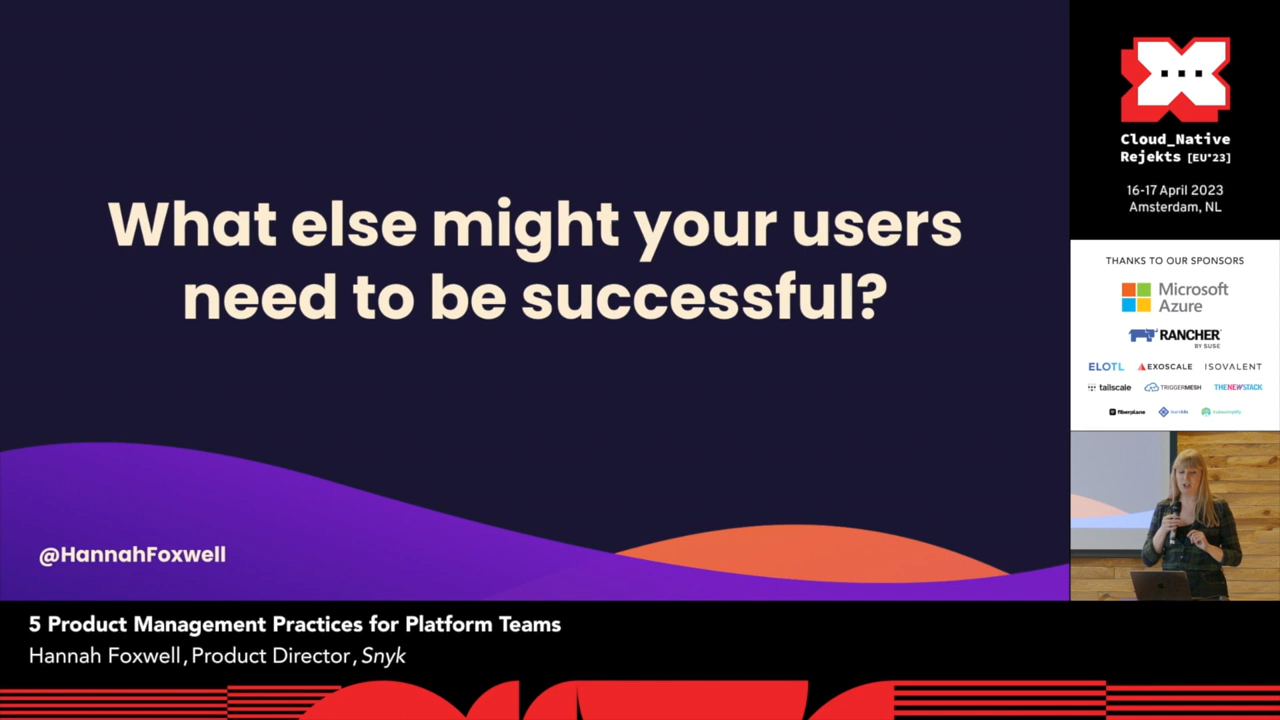 What else might your users
need to be successful?
@HannahFoxwell
5 Product Management Practices for Platform Teams
Hannah Foxwell, Product Director, Snyk
Cloud_Native
Rejekts [EU*23]
16-17 April 2023
Amsterdam, NL
THANKS TO OUR SPONSORS
Microsoft
Azure
RANCHER
BY SUSE
ELOTL EXOSCALE ISOVALENT
tailscale TRIGGERMESH THENEWSTACK
fiberplane